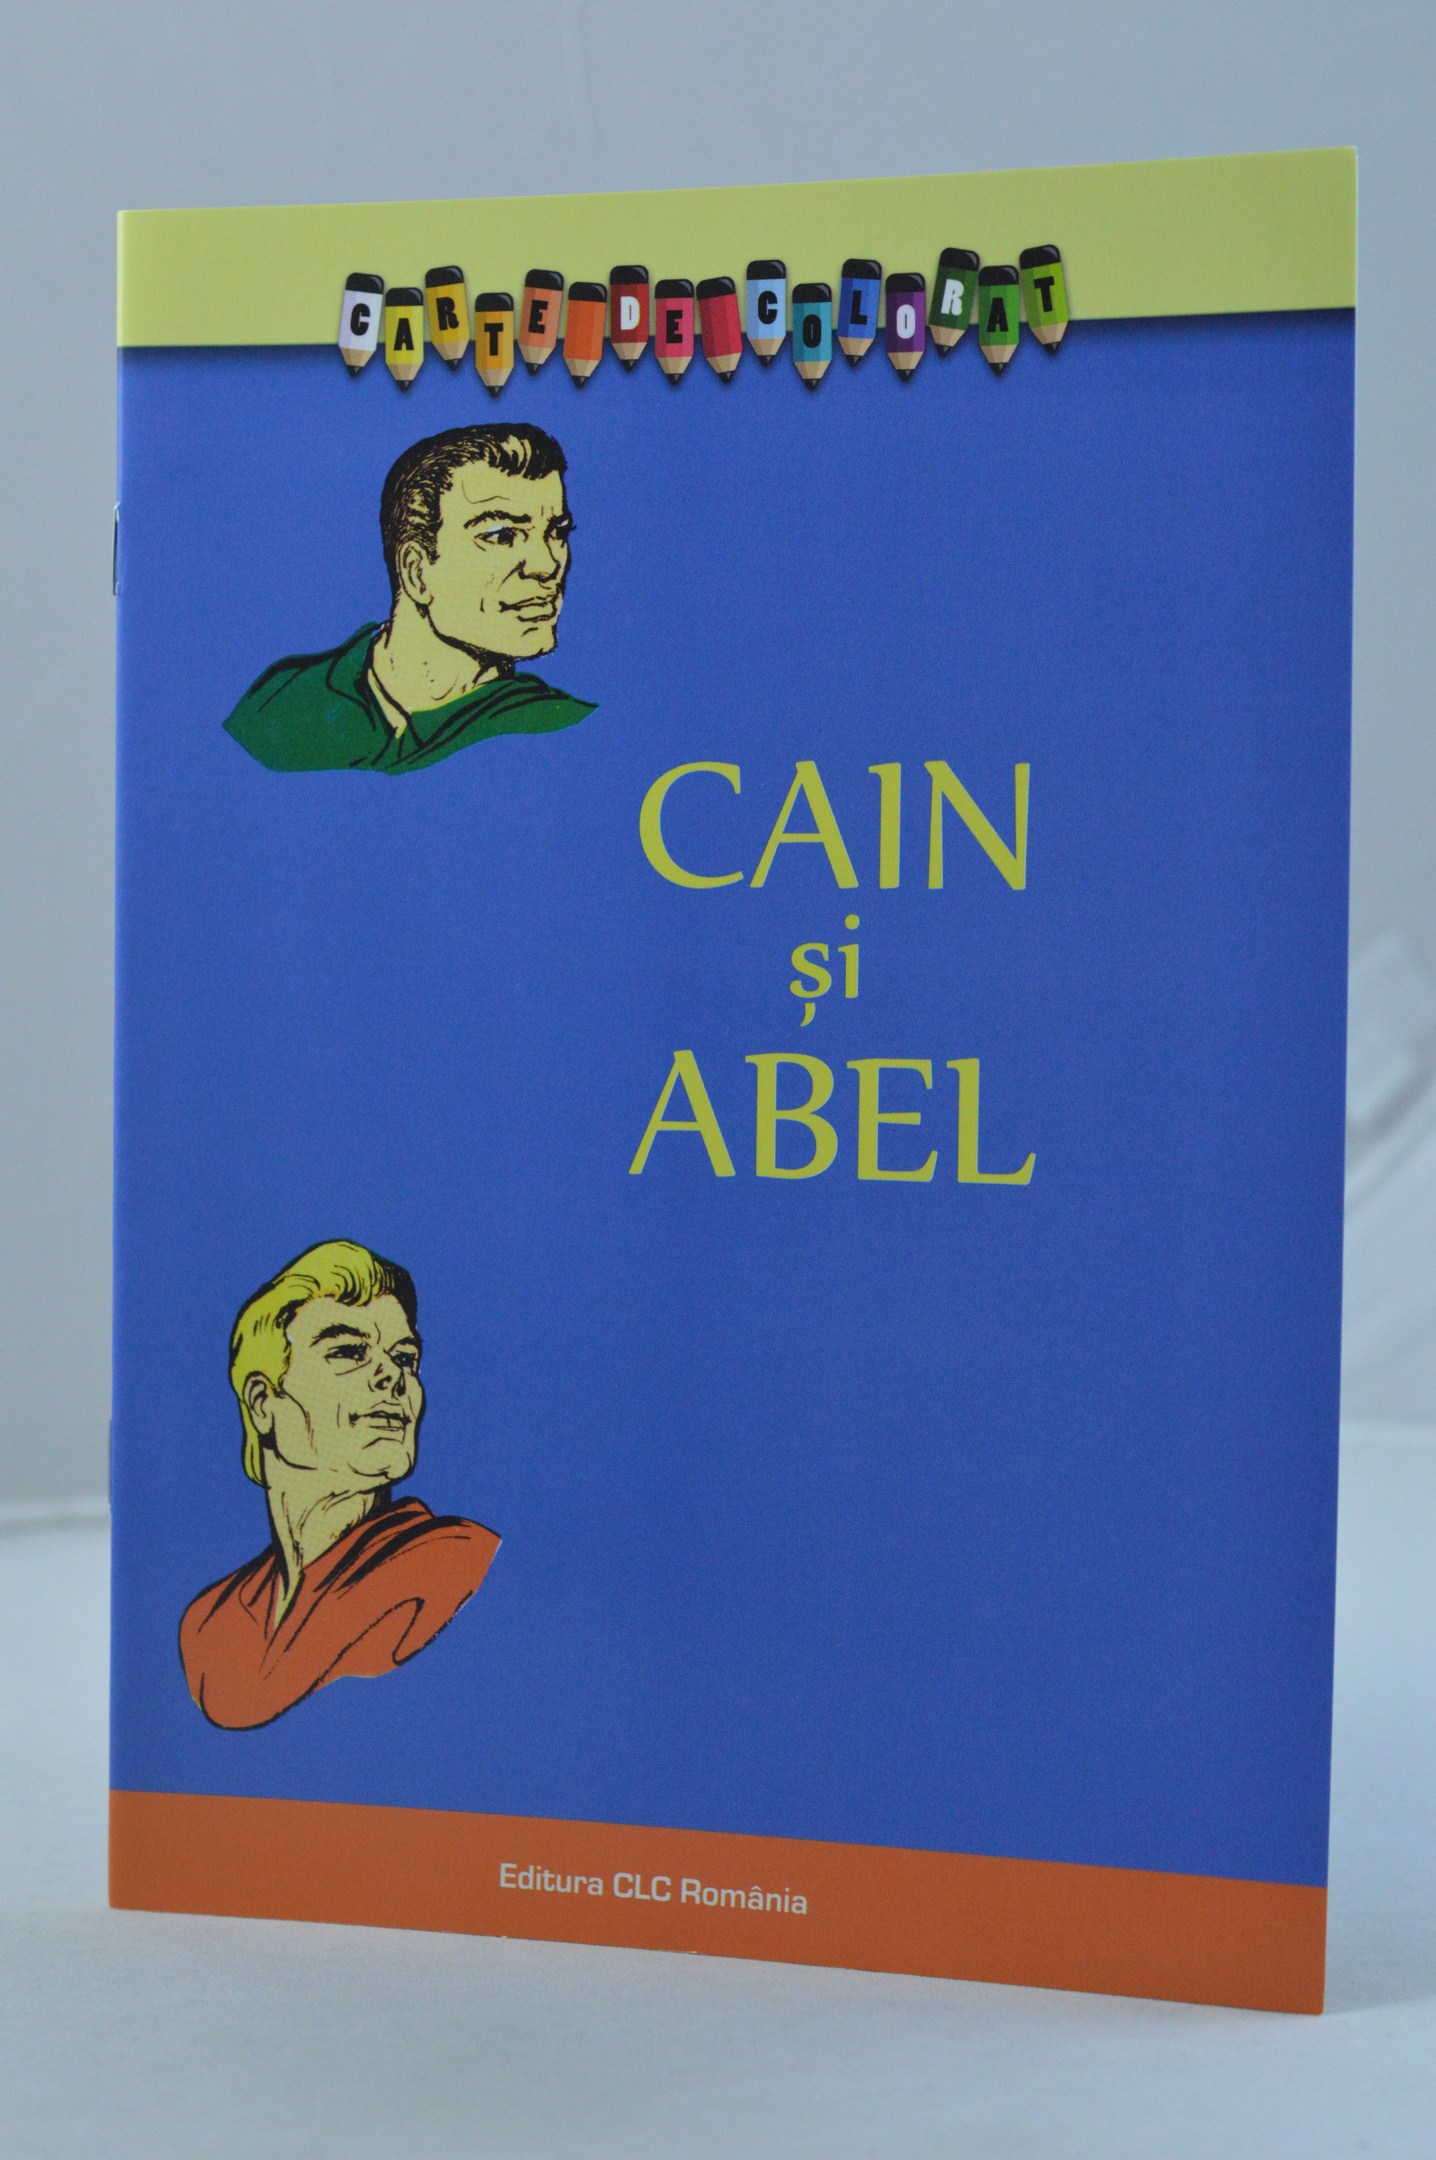 CARTE DE COLORAT
CAIN
și
ABEL
Editura CLC România